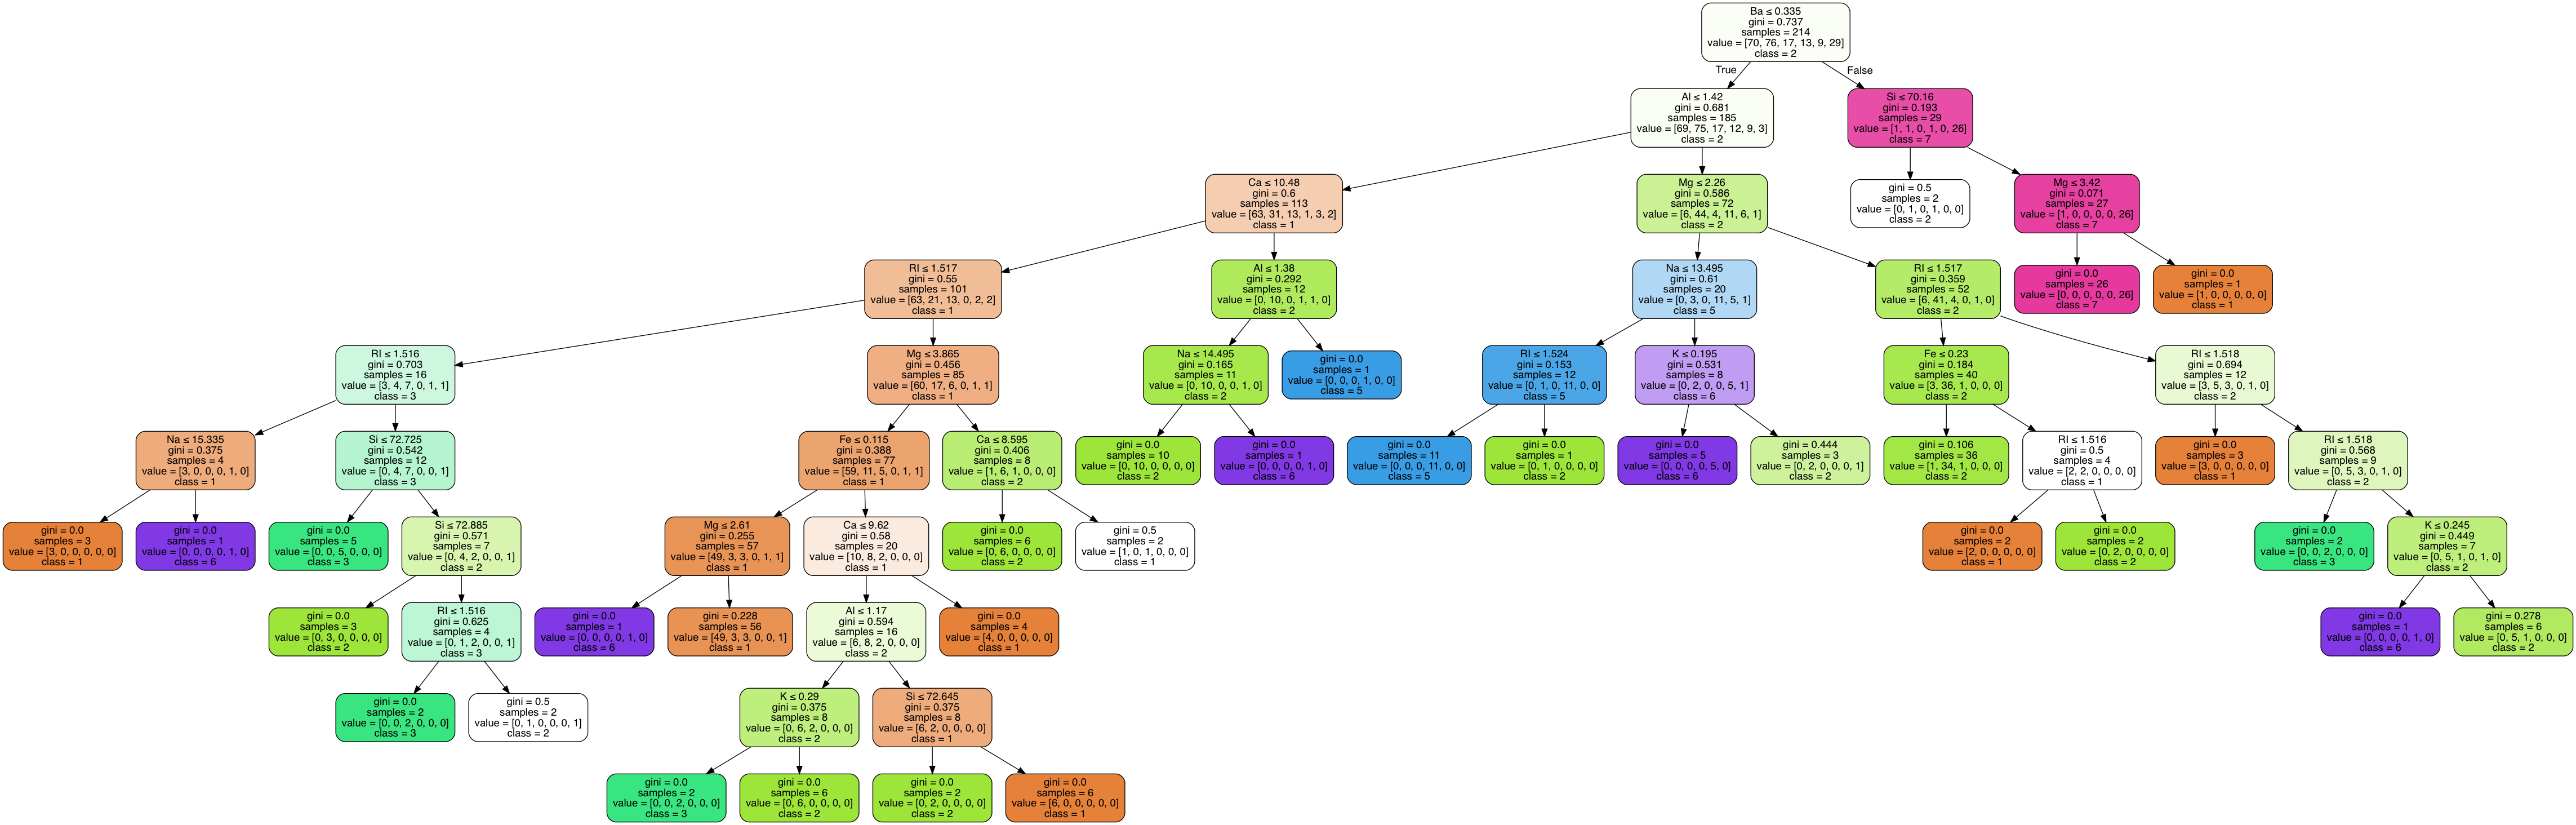 Ba ≤ 0.335
gini = 0.737
samples = 214
value = [70, 76, 17, 13, 9, 29]
class = 2
True
False
Al ≤ 1.42
gini = 0.681
samples = 185
value = [69, 75, 17, 12, 9, 3]
class = 2
Si ≤ 70.16
gini = 0.193
samples = 29
value = [1, 1, 0, 1, 0, 26]
class = 7
Ca ≤ 10.48
gini = 0.6
samples = 113
value = [63, 31, 13, 1, 3, 2]
class = 1
Mg ≤ 2.26
gini = 0.586
samples = 72
value = [6, 44, 4, 11, 6, 1]
class = 2
gini = 0.5
samples = 2
value = [0, 1, 0, 1, 0, 0]
class = 2
Mg ≤ 3.42
gini = 0.071
samples = 27
value = [1, 0, 0, 0, 0, 26]
class = 7
RI ≤ 1.517
gini = 0.55
samples = 101
value = [63, 21, 13, 0, 2, 2]
class = 1
Al ≤ 1.38
gini = 0.292
samples = 12
value = [0, 10, 0, 1, 1, 0]
class = 2
Na ≤ 13.495
gini = 0.61
samples = 20
value = [0, 3, 0, 11, 5, 1]
class = 5
RI ≤ 1.517
gini = 0.359
samples = 52
value = [6, 41, 4, 0, 1, 0]
class = 2
gini = 0.0
samples = 26
value = [0, 0, 0, 0, 0, 26]
class = 7
gini = 0.0
samples = 1
value = [1, 0, 0, 0, 0, 0]
class = 1
RI ≤ 1.516
gini = 0.703
samples = 16
value = [3, 4, 7, 0, 1, 1]
class = 3
Mg ≤ 3.865
gini = 0.456
samples = 85
value = [60, 17, 6, 0, 1, 1]
class = 1
Na ≤ 14.495
gini = 0.165
samples = 11
value = [0, 10, 0, 0, 1, 0]
class = 2
gini = 0.0
samples = 1
value = [0, 0, 0, 1, 0, 0]
class = 5
RI ≤ 1.524
gini = 0.153
samples = 12
value = [0, 1, 0, 11, 0, 0]
class = 5
K ≤ 0.195
gini = 0.531
samples = 8
value = [0, 2, 0, 0, 5, 1]
class = 6
Fe ≤ 0.23
gini = 0.184
samples = 40
value = [3, 36, 1, 0, 0, 0]
class = 2
RI ≤ 1.518
gini = 0.694
samples = 12
value = [3, 5, 3, 0, 1, 0]
class = 2
Na ≤ 15.335
gini = 0.375
samples = 4
value = [3, 0, 0, 0, 1, 0]
class = 1
Si ≤ 72.725
gini = 0.542
samples = 12
value = [0, 4, 7, 0, 0, 1]
class = 3
Fe ≤ 0.115
gini = 0.388
samples = 77
value = [59, 11, 5, 0, 1, 1]
class = 1
Ca ≤ 8.595
gini = 0.406
samples = 8
value = [1, 6, 1, 0, 0, 0]
class = 2
gini = 0.0
samples = 10
value = [0, 10, 0, 0, 0, 0]
class = 2
gini = 0.0
samples = 1
value = [0, 0, 0, 0, 1, 0]
class = 6
gini = 0.0
samples = 11
value = [0, 0, 0, 11, 0, 0]
class = 5
gini = 0.0
samples = 1
value = [0, 1, 0, 0, 0, 0]
class = 2
gini = 0.0
samples = 5
value = [0, 0, 0, 0, 5, 0]
class = 6
gini = 0.444
samples = 3
value = [0, 2, 0, 0, 0, 1]
class = 2
gini = 0.106
samples = 36
value = [1, 34, 1, 0, 0, 0]
class = 2
RI ≤ 1.516
gini = 0.5
samples = 4
value = [2, 2, 0, 0, 0, 0]
class = 1
gini = 0.0
samples = 3
value = [3, 0, 0, 0, 0, 0]
class = 1
RI ≤ 1.518
gini = 0.568
samples = 9
value = [0, 5, 3, 0, 1, 0]
class = 2
gini = 0.0
samples = 3
value = [3, 0, 0, 0, 0, 0]
class = 1
gini = 0.0
samples = 1
value = [0, 0, 0, 0, 1, 0]
class = 6
gini = 0.0
samples = 5
value = [0, 0, 5, 0, 0, 0]
class = 3
Si ≤ 72.885
gini = 0.571
samples = 7
value = [0, 4, 2, 0, 0, 1]
class = 2
Mg ≤ 2.61
gini = 0.255
samples = 57
value = [49, 3, 3, 0, 1, 1]
class = 1
Ca ≤ 9.62
gini = 0.58
samples = 20
value = [10, 8, 2, 0, 0, 0]
class = 1
gini = 0.0
samples = 6
value = [0, 6, 0, 0, 0, 0]
class = 2
gini = 0.5
samples = 2
value = [1, 0, 1, 0, 0, 0]
class = 1
gini = 0.0
samples = 2
value = [2, 0, 0, 0, 0, 0]
class = 1
gini = 0.0
samples = 2
value = [0, 2, 0, 0, 0, 0]
class = 2
gini = 0.0
samples = 2
value = [0, 0, 2, 0, 0, 0]
class = 3
K ≤ 0.245
gini = 0.449
samples = 7
value = [0, 5, 1, 0, 1, 0]
class = 2
gini = 0.0
samples = 3
value = [0, 3, 0, 0, 0, 0]
class = 2
RI ≤ 1.516
gini = 0.625
samples = 4
value = [0, 1, 2, 0, 0, 1]
class = 3
gini = 0.0
samples = 1
value = [0, 0, 0, 0, 1, 0]
class = 6
gini = 0.228
samples = 56
value = [49, 3, 3, 0, 0, 1]
class = 1
Al ≤ 1.17
gini = 0.594
samples = 16
value = [6, 8, 2, 0, 0, 0]
class = 2
gini = 0.0
samples = 4
value = [4, 0, 0, 0, 0, 0]
class = 1
gini = 0.0
samples = 1
value = [0, 0, 0, 0, 1, 0]
class = 6
gini = 0.278
samples = 6
value = [0, 5, 1, 0, 0, 0]
class = 2
gini = 0.0
samples = 2
value = [0, 0, 2, 0, 0, 0]
class = 3
gini = 0.5
samples = 2
value = [0, 1, 0, 0, 0, 1]
class = 2
K ≤ 0.29
gini = 0.375
samples = 8
value = [0, 6, 2, 0, 0, 0]
class = 2
Si ≤ 72.645
gini = 0.375
samples = 8
value = [6, 2, 0, 0, 0, 0]
class = 1
gini = 0.0
samples = 2
value = [0, 0, 2, 0, 0, 0]
class = 3
gini = 0.0
samples = 6
value = [0, 6, 0, 0, 0, 0]
class = 2
gini = 0.0
samples = 2
value = [0, 2, 0, 0, 0, 0]
class = 2
gini = 0.0
samples = 6
value = [6, 0, 0, 0, 0, 0]
class = 1